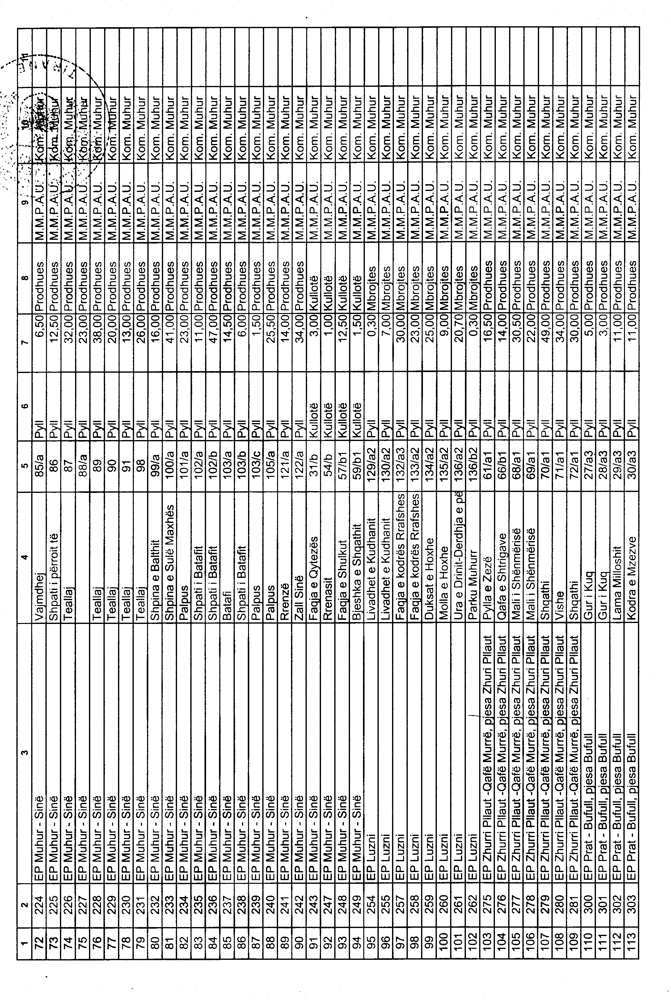 1 2 3 4 5 6 7 8 9 10 11
72 224 EP Muhur - Sinë Vajmdhej 85/a Pyll 6,50 Prodhues M.M.P.A.U. Kom. Muhur
73 225 EP Muhur - Sinë Shpati i përroit të 86 Pyll 12,50 Prodhues M.M.P.A.U. Kom. Muhur
74 226 EP Muhur - Sinë Teallaj 87 Pyll 32,00 Prodhues M.M.P.A.U. Kom. Muhur
75 227 EP Muhur - Sinë 88/a Pyll 23,00 Prodhues M.M.P.A.U. Kom. Muhur
76 228 EP Muhur - Sinë Teallaj 89 Pyll 38,00 Prodhues M.M.P.A.U. Kom. Muhur
77 229 EP Muhur - Sinë Teallaj 90 Pyll 20,00 Prodhues M.M.P.A.U. Kom. Muhur
78 230 EP Muhur - Sinë Teallaj 91 Pyll 13,00 Prodhues M.M.P.A.U. Kom. Muhur
79 231 EP Muhur - Sinë Teallaj 98 Pyll 26,00 Prodhues M.M.P.A.U. Kom. Muhur
80 232 EP Muhur - Sinë Shpina e Balthit 99/a Pyll 16,00 Prodhues M.M.P.A.U. Kom. Muhur
81 233 EP Muhur - Sinë Shpina e Sulë Maxhës 100/a Pyll 41,00 Prodhues M.M.P.A.U. Kom. Muhur
82 234 EP Muhur - Sinë Palpus 101/a Pyll 23,00 Prodhues M.M.P.A.U. Kom. Muhur
83 235 EP Muhur - Sinë Shpati i Batafit 102/a Pyll 11,00 Prodhues M.M.P.A.U. Kom. Muhur
84 236 EP Muhur - Sinë Shpati i Batafit 102/b Pyll 47,00 Prodhues M.M.P.A.U. Kom. Muhur
85 237 EP Muhur - Sinë Batafi 103/a Pyll 14,50 Prodhues M.M.P.A.U. Kom. Muhur
86 238 EP Muhur - Sinë Shpati i Batafit 103/b Pyll 6,00 Prodhues M.M.P.A.U. Kom. Muhur
87 239 EP Muhur - Sinë Palpus 103/c Pyll 1,50 Prodhues M.M.P.A.U. Kom. Muhur
88 240 EP Muhur - Sinë Palpus 105/a Pyll 25,50 Prodhues M.M.P.A.U. Kom. Muhur
89 241 EP Muhur - Sinë Rrenzë 121/a Pyll 14,00 Prodhues M.M.P.A.U. Kom. Muhur
90 242 EP Muhur - Sinë Zall Sinë 122/a Pyll 34,00 Prodhues M.M.P.A.U. Kom. Muhur
91 243 EP Muhur - Sinë Faqja e Qytezës 31/b Kullotë 3,00 Kullotë M.M.P.A.U. Kom. Muhur
92 247 EP Muhur - Sinë Rrenasit 54/b Kullotë 1,00 Kullotë M.M.P.A.U. Kom. Muhur
93 248 EP Muhur - Sinë Faqja e Shulkut 57/b1 Kullotë 12,50 Kullotë M.M.P.A.U. Kom. Muhur
94 249 EP Muhur - Sinë Bjeshka e Shqathit 59/b1 Kullotë 1,50 Kullotë M.M.P.A.U. Kom. Muhur
95 254 EP Luzni Livadhet e Kudhanit 129/a2 Pyll 0,30 Mbrojtes M.M.P.A.U. Kom. Muhur
96 255 EP Luzni Livadhet e Kudhanit 130/a2 Pyll 7,00 Mbrojtes M.M.P.A.U. Kom. Muhur
97 257 EP Luzni Faqja e kodrës Rrafshes 132/a3 Pyll 30,00 Mbrojtes M.M.P.A.U. Kom. Muhur
98 258 EP Luzni Faqja e kodrës Rrafshes 133/a2 Pyll 23,00 Mbrojtes M.M.P.A.U. Kom. Muhur
99 259 EP Luzni Duksat e Hoxhe 134/a2 Pyll 25,00 Mbrojtes M.M.P.A.U. Kom. Muhur
100 260 EP Luzni Molla e Hoxhe 135/a2 Pyll 9,00 Mbrojtes M.M.P.A.U. Kom. Muhur
101 261 EP Luzni Ura e Drinit-Derdhja e pë 136/a2 Pyll 20,70 Mbrojtes M.M.P.A.U. Kom. Muhur
102 262 EP Luzni Parku Muhurr 136/b2 Pyll 0,30 Mbrojtes M.M.P.A.U. Kom. Muhur
103 275 EP Zhurri Pllaut -Qafë Murrë, pjesa Zhuri Pllaut Pylla e Zezë 61/a1 Pyll 16,50 Prodhues M.M.P.A.U. Kom. Muhur
104 276 EP Zhurri Pllaut -Qafë Murrë, pjesa Zhuri Pllaut Qafa e Shtrigave 66/b1 Pyll 14,00 Prodhues M.M.P.A.U. Kom. Muhur
105 277 EP Zhurri Pllaut -Qafë Murrë, pjesa Zhuri Pllaut Mali i Shënmërisë 68/a1 Pyll 30,50 Prodhues M.M.P.A.U. Kom. Muhur
106 278 EP Zhurri Pllaut -Qafë Murrë, pjesa Zhuri Pllaut Mali i Shënmërisë 69/a1 Pyll 22,00 Prodhues M.M.P.A.U. Kom. Muhur
107 279 EP Zhurri Pllaut -Qafë Murrë, pjesa Zhuri Pllaut Shqathi 70/a1 Pyll 49,00 Prodhues M.M.P.A.U. Kom. Muhur
108 280 EP Zhurri Pllaut -Qafë Murrë, pjesa Zhuri Pllaut Vishe 71/a1 Pyll 34,00 Prodhues M.M.P.A.U. Kom. Muhur
109 281 EP Zhurri Pllaut -Qafë Murrë, pjesa Zhuri Pllaut Shqathi 72/a1 Pyll 30,00 Prodhues M.M.P.A.U. Kom. Muhur
110 300 EP Prat - Bufull, pjesa Bufull Gur i Kuq 27/a3 Pyll 5,00 Prodhues M.M.P.A.U. Kom. Muhur
111 301 EP Prat - Bufull, pjesa Bufull Gur i Kuq 28/a3 Pyll 3,00 Prodhues M.M.P.A.U. Kom. Muhur
112 302 EP Prat - Bufull, pjesa Bufull Lama Milloshit 29/a3 Pyll 11,00 Prodhues M.M.P.A.U. Kom. Muhur
113 303 EP Prat - Bufull, pjesa Bufull Kodra e Mzezve 30/a3 Pyll 11,00 Prodhues M.M.P.A.U. Kom. Muhur